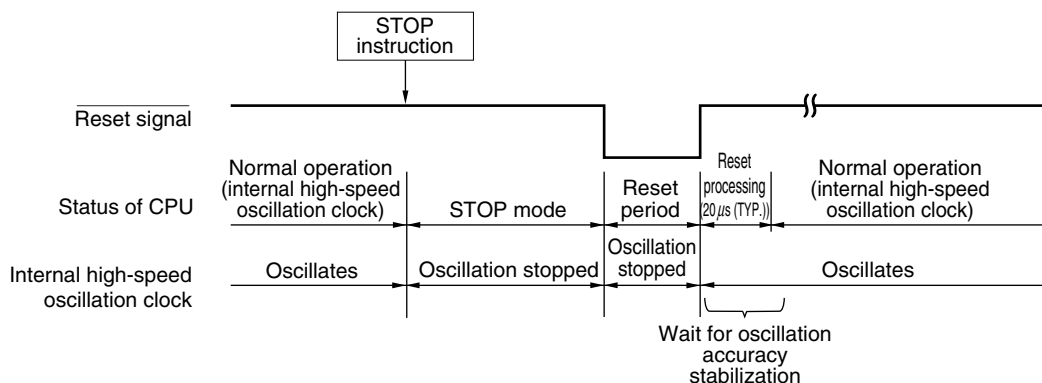 STOP
instruction
Reset signal
Normal operation
(internal high-speed
oscillation clock)
Reset
period
Reset
processing
(20 μs (TYP.))
Normal operation
(internal high-speed
oscillation clock)
Status of CPU
STOP mode
Internal high-speed
oscillation clock
Oscillates
Oscillation stopped
Oscillation
stopped
Oscillates
Wait for oscillation
accuracy
stabilization